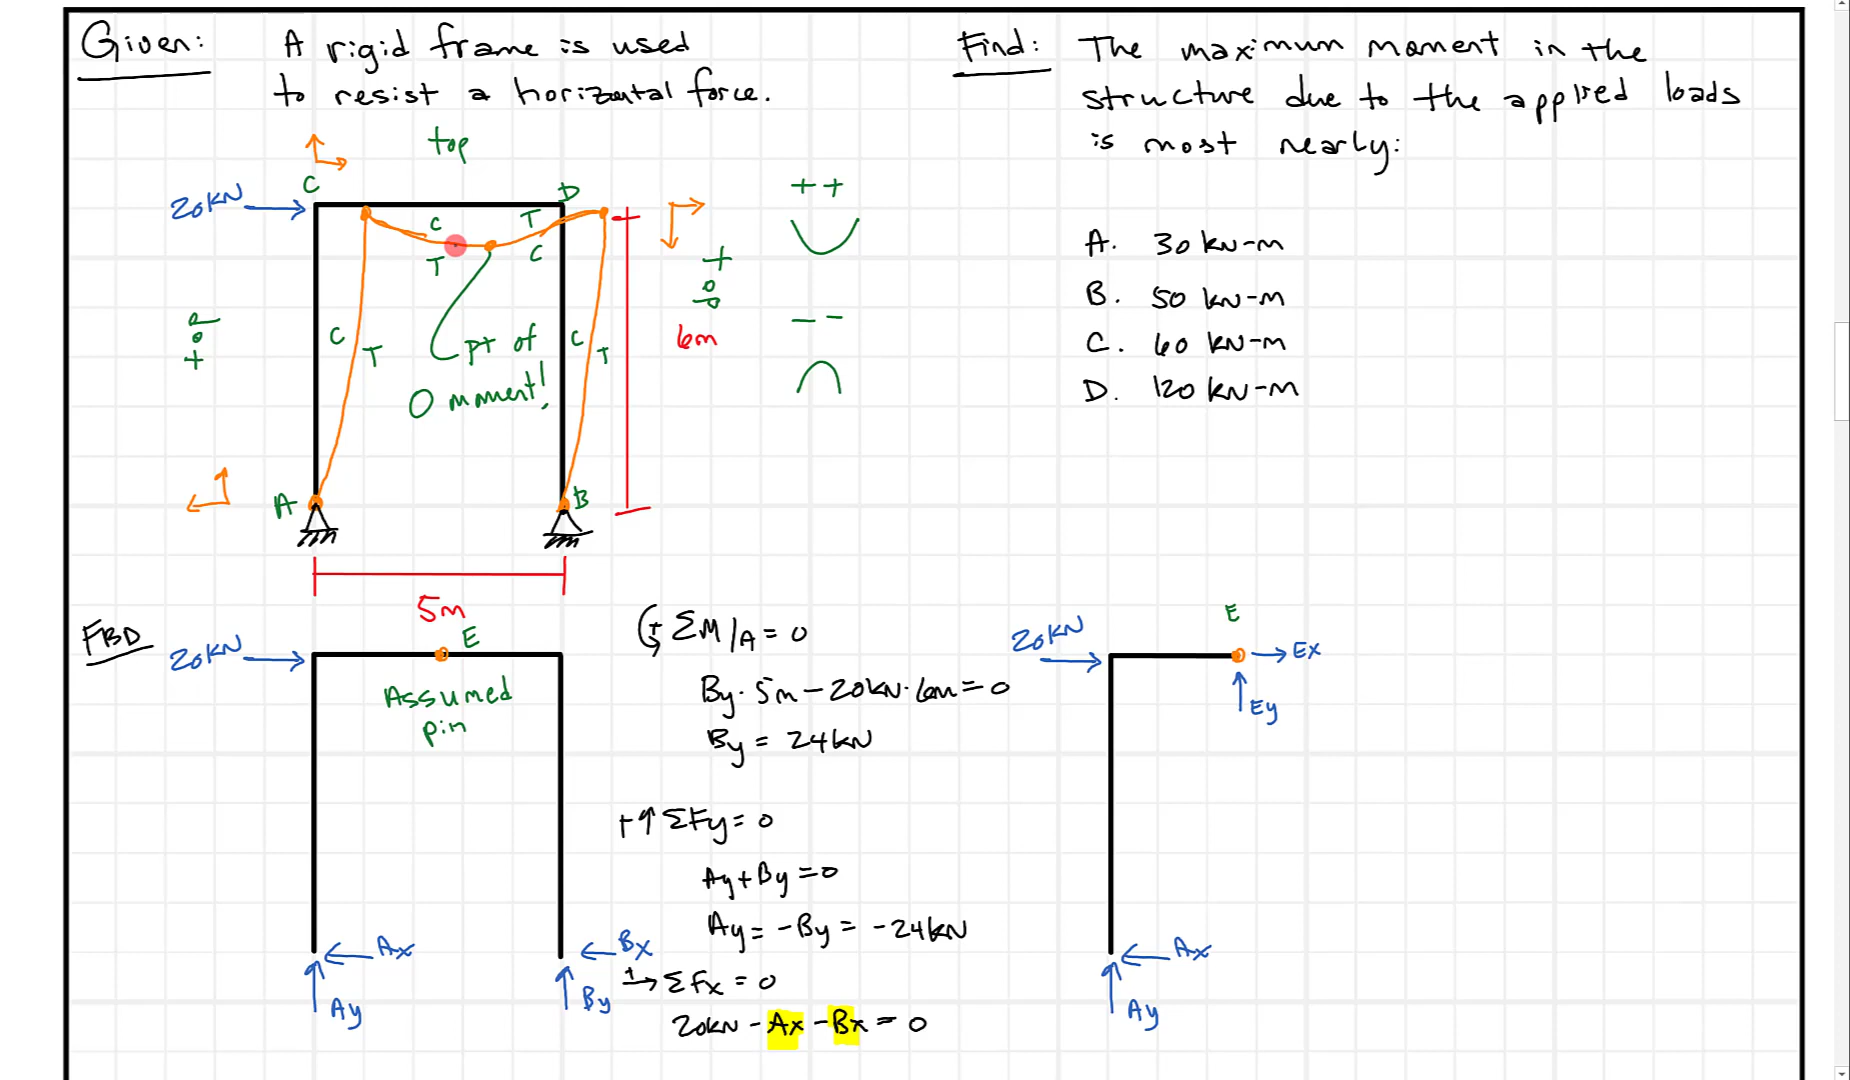 Given: A rigid frame is used
to resist a horizontal force.
Find: The maximum moment in the
structure due to the applied loads
is most nearly:
A. 30 kN-m
B. 50 kN-m
C. 60 kN-m
D. 120 kN-m
top
C
D
20kN
C
T
T
C
++
+
6m
- -
+
C
T
C
T
pt of
0 moment!
A
B
5m
FBD
20kN
E
Assumed
pin
Ax
Ay
Bx
By
+ ΣM/A = 0
By · 5m - 20kN · 6m = 0
By = 24kN
+↑ ΣFy = 0
Ay + By = 0
Ay = -By = -24kN
+→ ΣFx = 0
20kN - Ax - Bx = 0
E
20kN
Ex
Ey
Ax
Ay